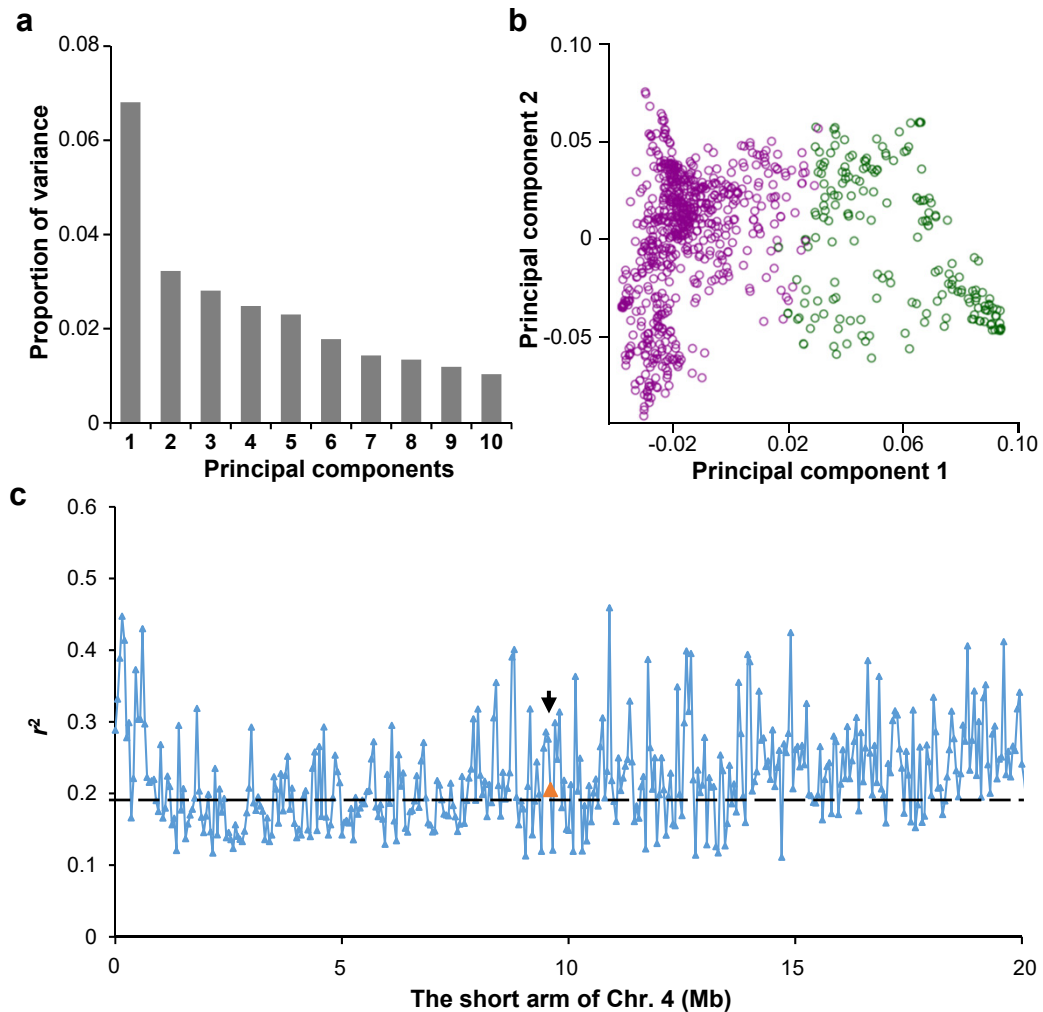 a
0.08
0.06
0.04
0.02
0
Proportion of variance
1 2 3 4 5 6 7 8 9 10
Principal components
b
0.10
0.05
0
-0.05
Principal component 2
-0.02 0.02 0.06 0.10
Principal component 1
c
0.6
0.5
0.4
0.3
0.2
0.1
0
r²
0 5 10 15 20
The short arm of Chr. 4 (Mb)